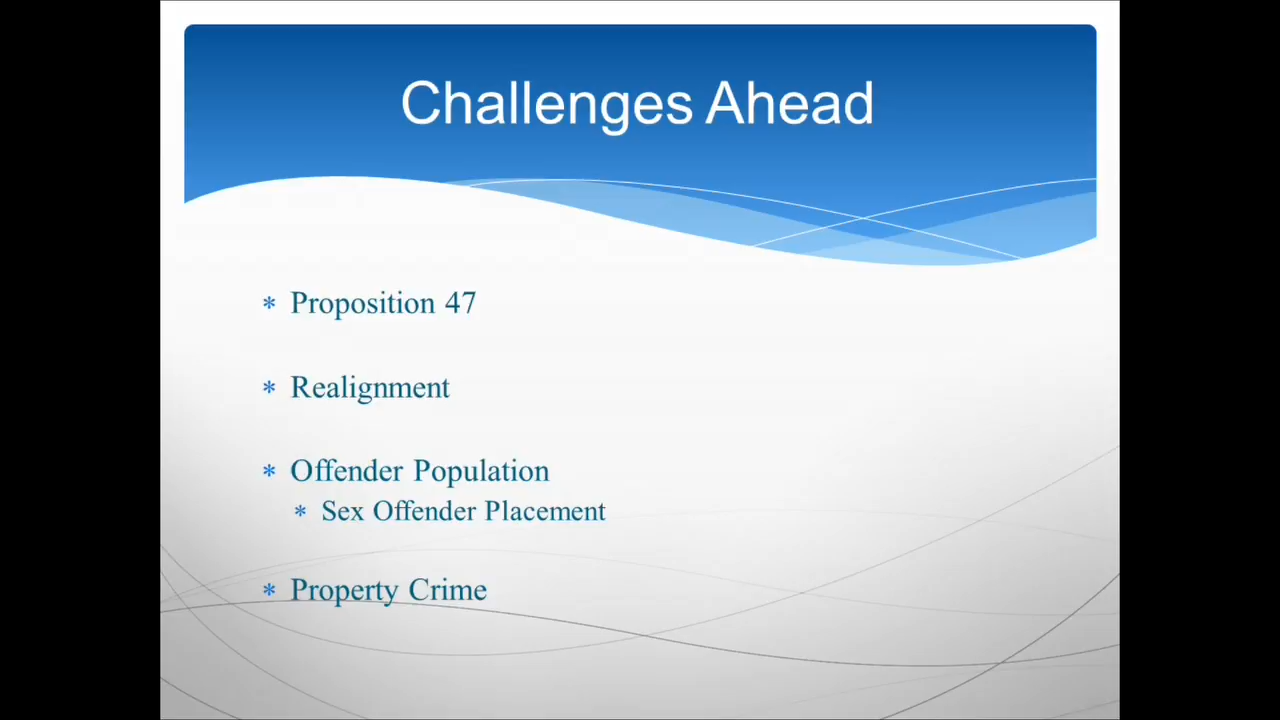 Challenges Ahead
* Proposition 47
* Realignment
* Offender Population
* Sex Offender Placement
* Property Crime